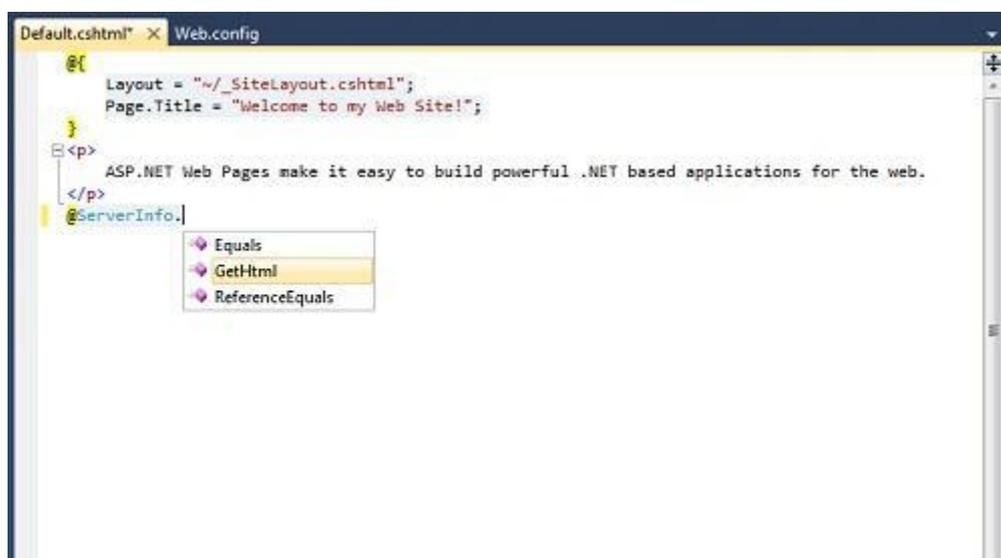 Default.cshtml* Web.config
@{
Layout = "~/_SiteLayout.cshtml";
Page.Title = "Welcome to my Web Site!";
}
<p>
ASP.NET Web Pages make it easy to build powerful .NET based applications for the web.
</p>
@ServerInfo.
Equals
GetHtml
ReferenceEquals